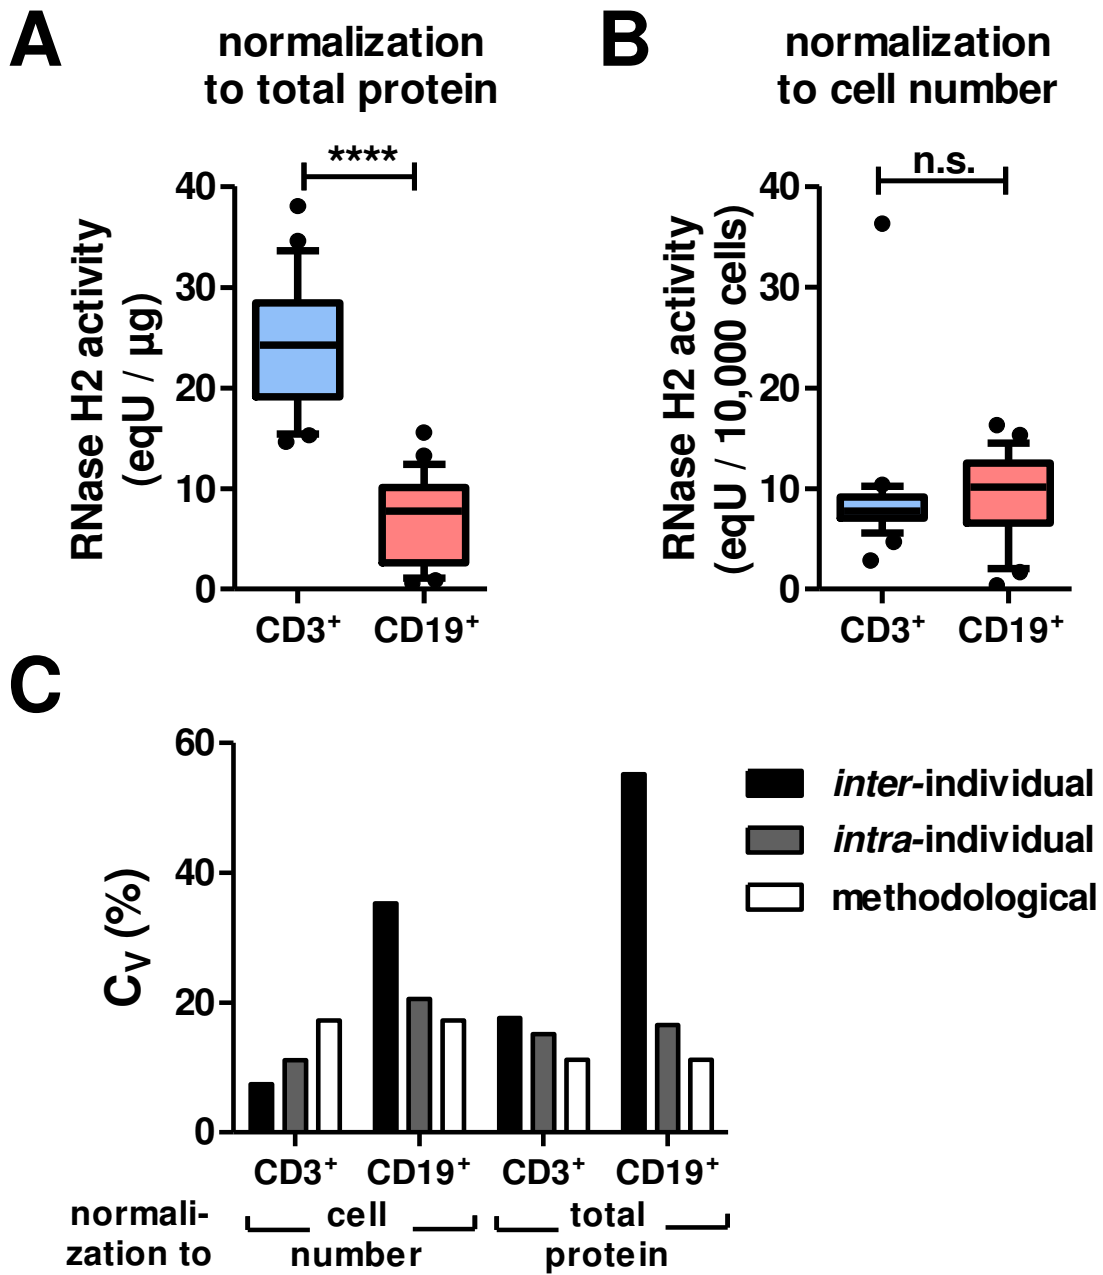 A
normalization
to total protein
RNase H2 activity
(eqU / µg)
****
40
30
20
10
0
CD3+
CD19+
B
normalization
to cell number
RNase H2 activity
(eqU / 10,000 cells)
n.s.
40
30
20
10
0
CD3+
CD19+
C
CV (%)
60
40
20
0
inter-individual
intra-individual
methodological
CD3+ CD19+ CD3+ CD19+
normali-
zation to
cell
number
total
protein